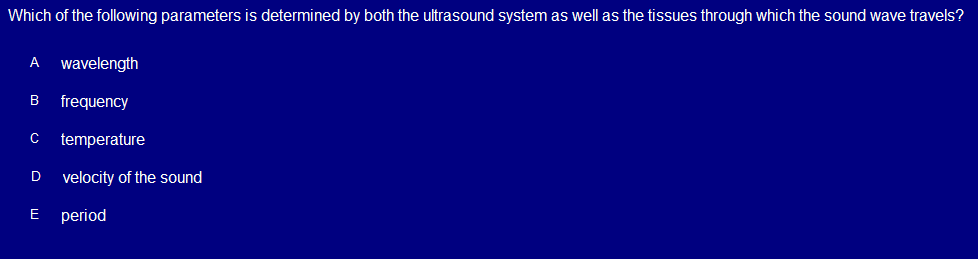 Which of the following parameters is determined by both the ultrasound system as well as the tissues through which the sound wave travels?
A wavelength
B frequency
C temperature
D velocity of the sound
E period